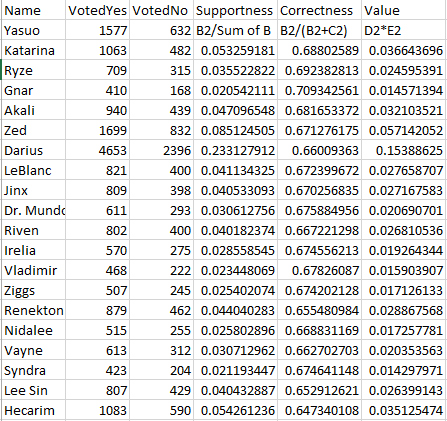 Name VotedYes VotedNo Supportness Correctness Value
Yasuo 1577 632 B2/Sum of B B2/(B2+C2) D2*E2
Katarina 1063 482 0.053259181 0.68802589 0.036643696
Ryze 709 315 0.035522822 0.692382813 0.024595391
Gnar 410 168 0.020542111 0.709342561 0.014571394
Akali 940 439 0.047096548 0.681653372 0.032103521
Zed 1699 832 0.085124505 0.671276175 0.057142052
Darius 4653 2396 0.233127912 0.66009363 0.15388625
LeBlanc 821 400 0.041134325 0.672399672 0.027658707
Jinx 809 398 0.040533093 0.670256835 0.027167583
Dr. Mundo 611 293 0.030612756 0.675884956 0.020690701
Riven 802 400 0.040182374 0.667221298 0.026810536
Irelia 570 275 0.028558545 0.674556213 0.019264344
Vladimir 468 222 0.023448069 0.67826087 0.015903907
Ziggs 507 245 0.025402074 0.674202128 0.017126133
Renekton 879 462 0.044040283 0.655480984 0.028867568
Nidalee 515 255 0.025802896 0.668831169 0.017257781
Vayne 613 312 0.030712962 0.662702703 0.020353563
Syndra 423 204 0.021193447 0.674641148 0.014297971
Lee Sin 807 429 0.040432887 0.652912621 0.026399143
Hecarim 1083 590 0.054261236 0.647340108 0.035125474